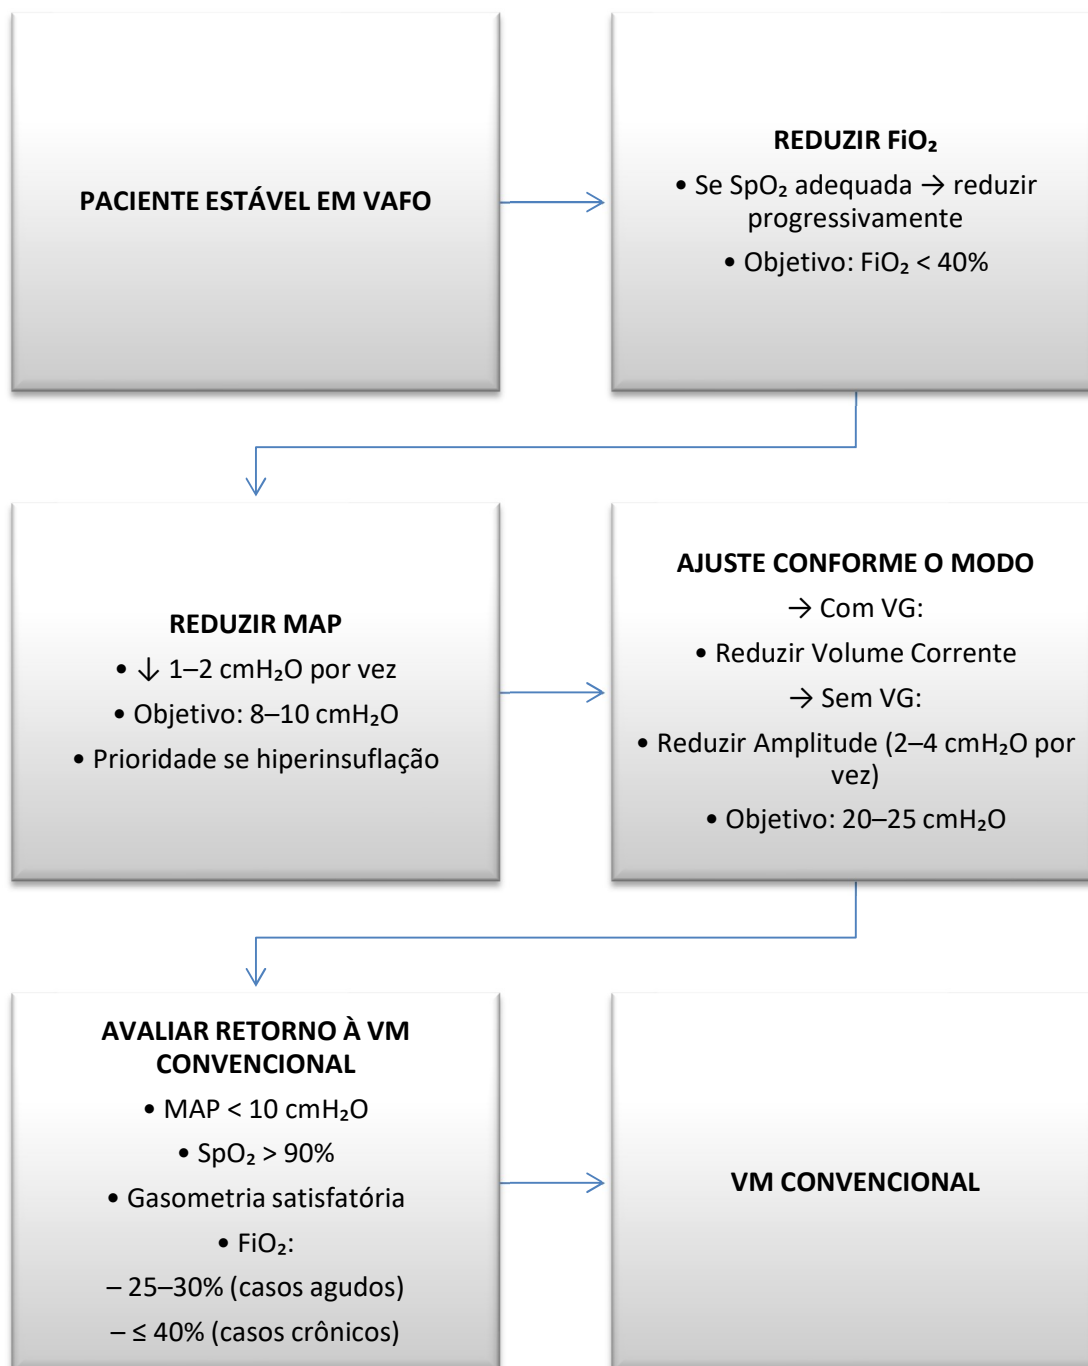 PACIENTE ESTÁVEL EM VAFO
REDUZIR FiO₂
• Se SpO₂ adequada → reduzir
progressivamente
• Objetivo: FiO₂ < 40%
REDUZIR MAP
• ↓ 1–2 cmH₂O por vez
• Objetivo: 8–10 cmH₂O
• Prioridade se hiperinsuflação
AJUSTE CONFORME O MODO
→ Com VG:
• Reduzir Volume Corrente
→ Sem VG:
• Reduzir Amplitude (2–4 cmH₂O por
vez)
• Objetivo: 20–25 cmH₂O
AVALIAR RETORNO À VM
CONVENCIONAL
• MAP < 10 cmH₂O
• SpO₂ > 90%
• Gasometria satisfatória
• FiO₂:
– 25–30% (casos agudos)
– ≤ 40% (casos crônicos)
VM CONVENCIONAL